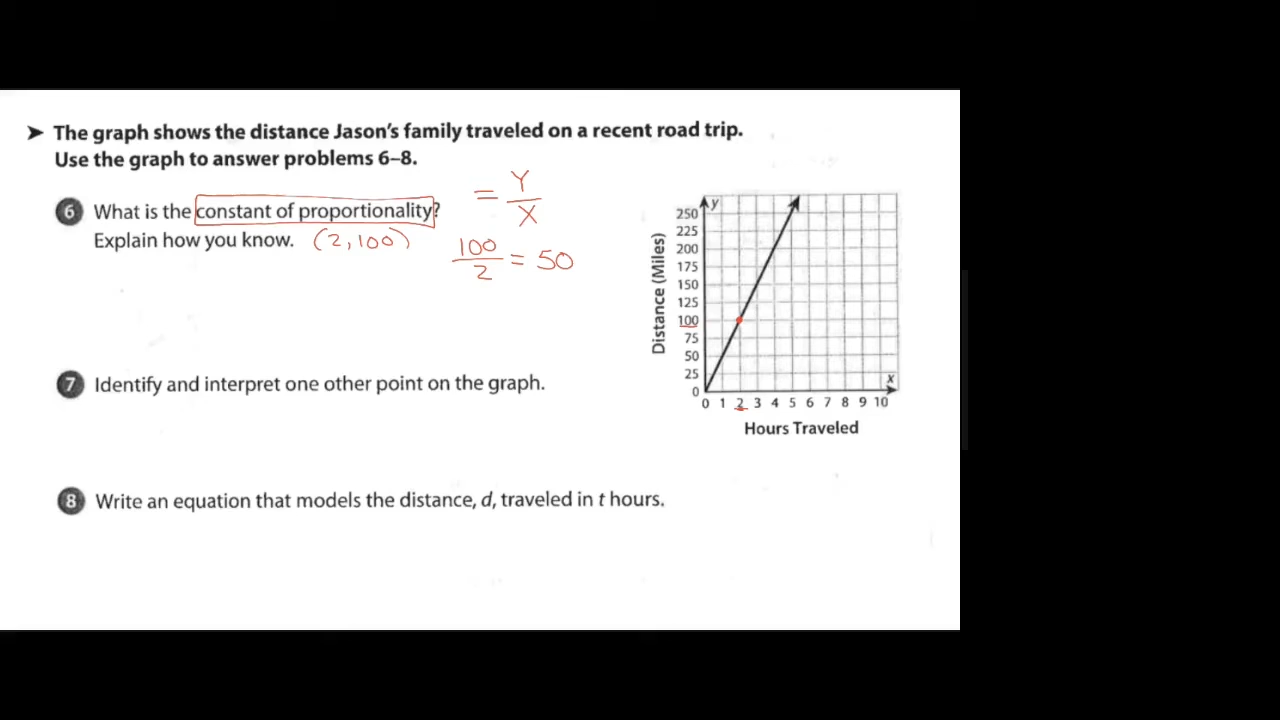 ➤ The graph shows the distance Jason's family traveled on a recent road trip.
Use the graph to answer problems 6–8.
6 What is the constant of proportionality?
Explain how you know.
(2,100)
= Y/X
100/2 = 50
7 Identify and interpret one other point on the graph.
8 Write an equation that models the distance, d, traveled in t hours.
y
Distance (Miles)
250
225
200
175
150
125
100
75
50
25
0
x
0 1 2 3 4 5 6 7 8 9 10
Hours Traveled